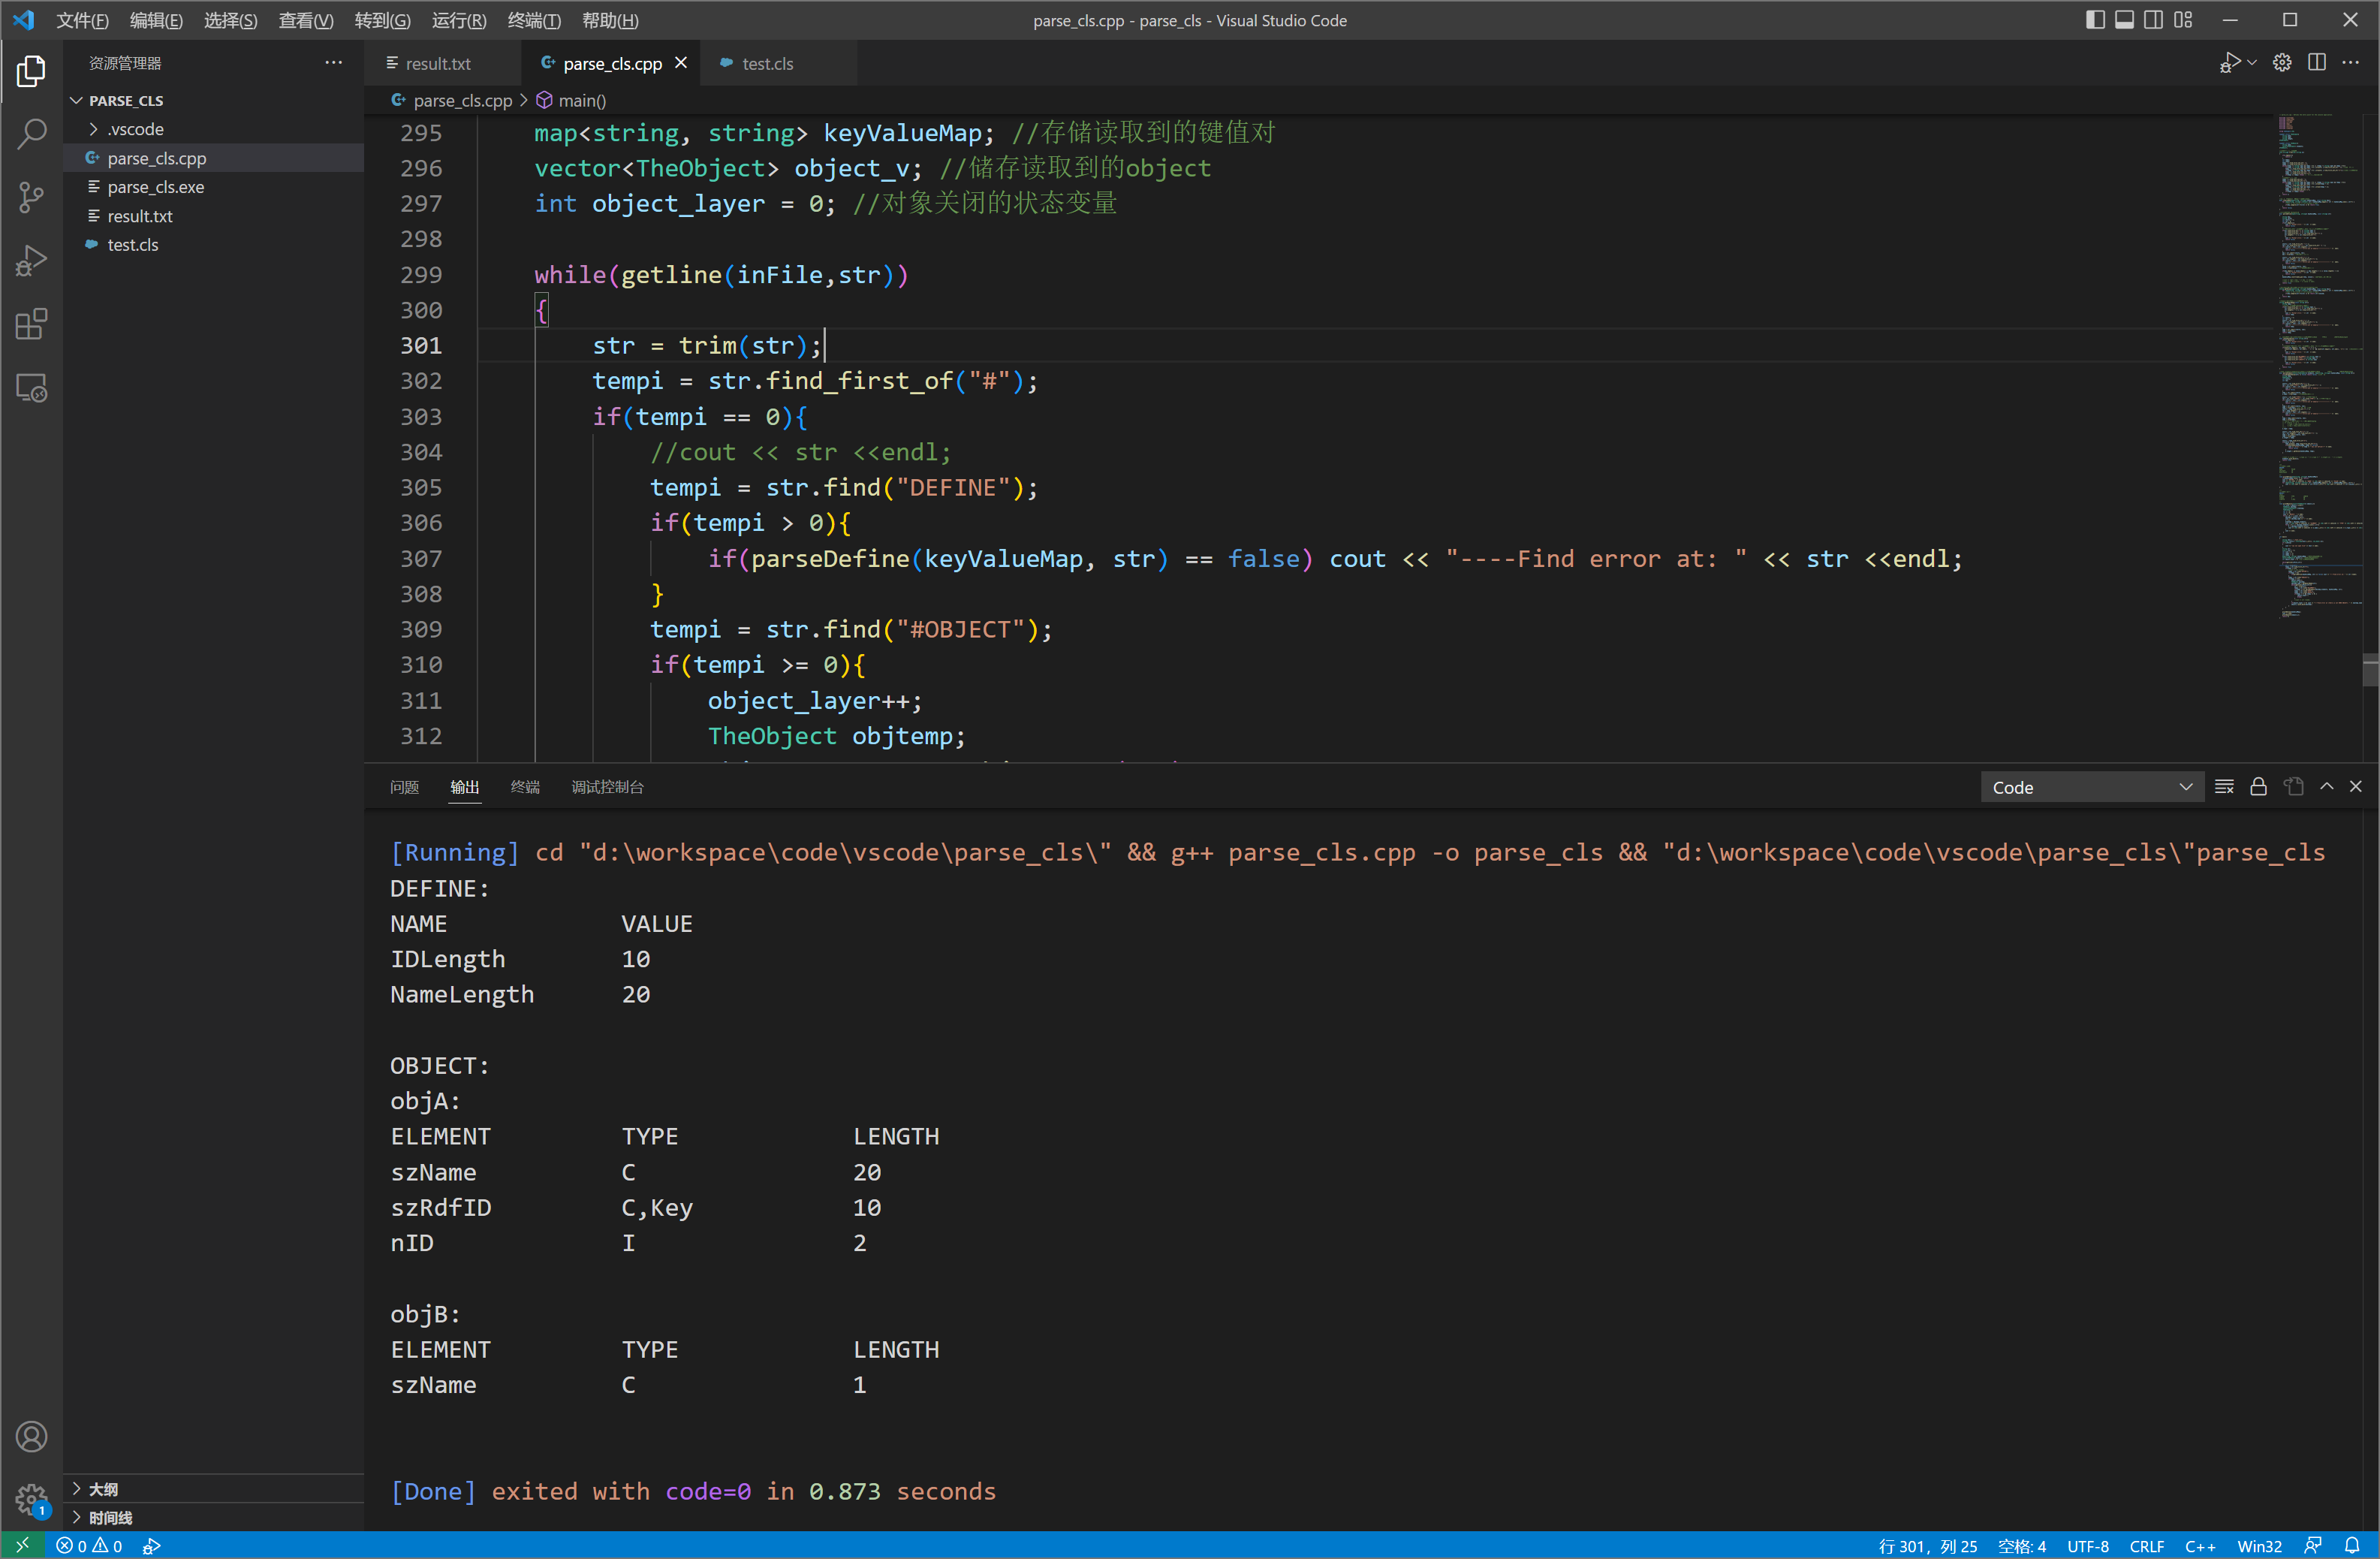 文件(F) 编辑(E) 选择(S) 查看(V) 转到(G) 运行(R) 终端(T) 帮助(H)
parse_cls.cpp - parse_cls - Visual Studio Code
资源管理器
PARSE_CLS
.vscode
parse_cls.cpp
parse_cls.exe
result.txt
test.cls
大纲
时间线
1
result.txt parse_cls.cpp test.cls
parse_cls.cpp main()
295 map<string, string> keyValueMap; //存储读取到的键值对
296 vector<TheObject> object_v; //储存读取到的object
297 int object_layer = 0; //对象关闭的状态变量
298
299 while(getline(inFile,str))
300 {
301 str = trim(str);
302 tempi = str.find_first_of("#");
303 if(tempi == 0){
304 //cout << str <<endl;
305 tempi = str.find("DEFINE");
306 if(tempi > 0){
307 if(parseDefine(keyValueMap, str) == false) cout << "----Find error at: " << str <<endl;
308 }
309 tempi = str.find("#OBJECT");
310 if(tempi >= 0){
311 object_layer++;
312 TheObject objtemp;
问题 输出 终端 调试控制台
Code
[Running] cd "d:\workspace\code\vscode\parse_cls\" && g++ parse_cls.cpp -o parse_cls && "d:\workspace\code\vscode\parse_cls\"parse_cls
DEFINE:
NAME VALUE
IDLength 10
NameLength 20
OBJECT:
objA:
ELEMENT TYPE LENGTH
szName C 20
szRdfID C,Key 10
nID I 2
objB:
ELEMENT TYPE LENGTH
szName C 1
[Done] exited with code=0 in 0.873 seconds
0 0
行 301，列 25 空格: 4 UTF-8 CRLF C++ Win32